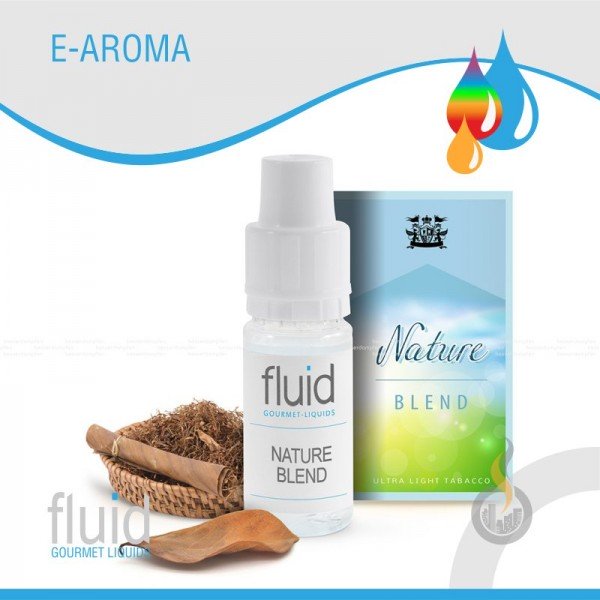 E-AROMA
Nature
BLEND
ULTRA LIGHT TABACCO
fluid
GOURMET-LIQUIDS
NATURE
BLEND
fluid
GOURMET LIQUIDS